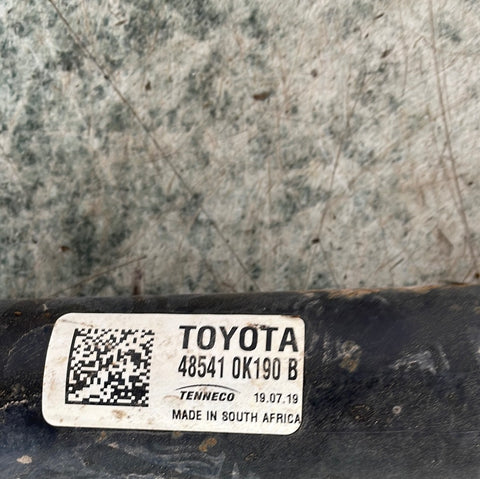 TOYOTA
48541 0K190 B
TENNECO 19.07.19
MADE IN SOUTH AFRICA